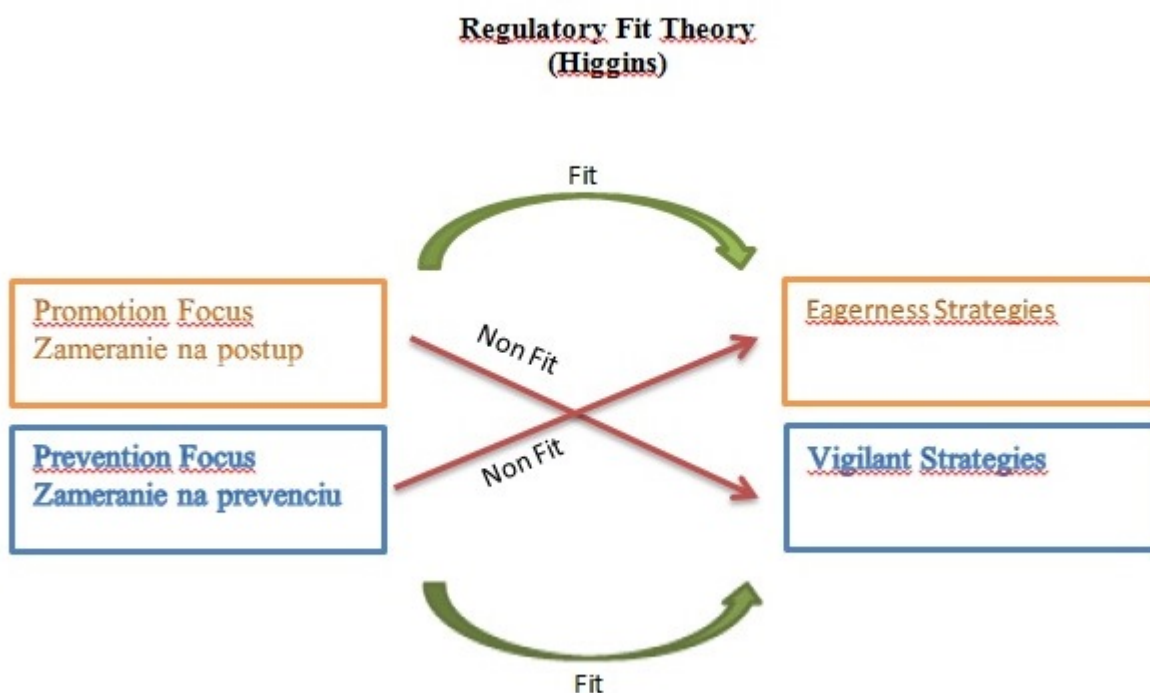 Regulatory Fit Theory
(Higgins)
Fit
Promotion Focus
Zameranie na postup
Eagerness Strategies
Non Fit
Non Fit
Prevention Focus
Zameranie na prevenciu
Vigilant Strategies
Fit